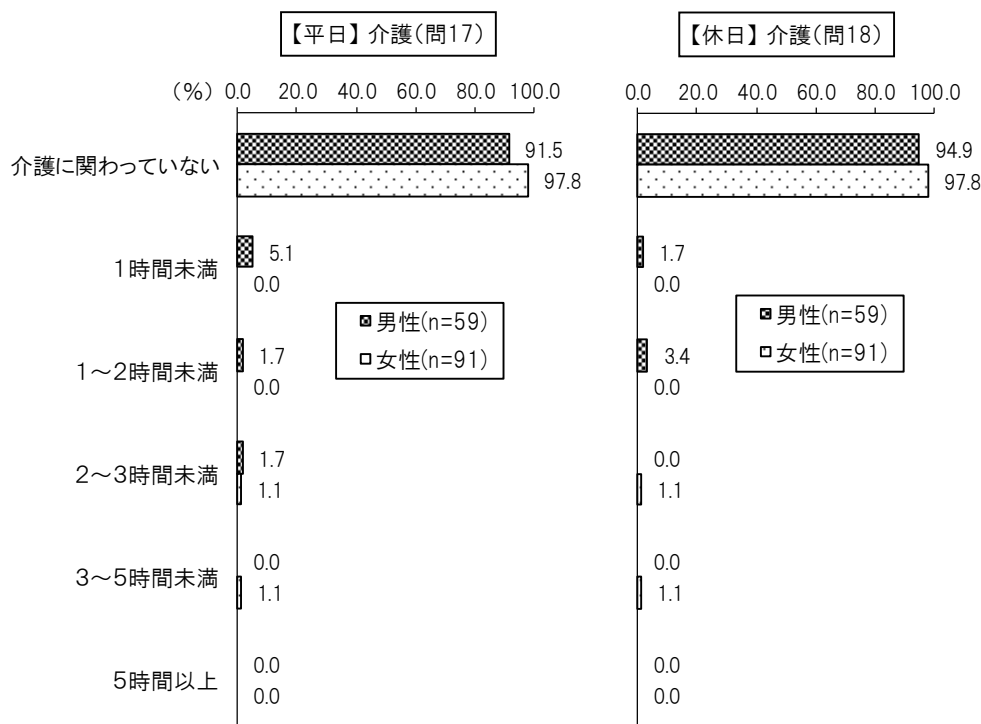 【平日】 介護(問17)
【休日】 介護(問18)
(%) 0.0 20.0 40.0 60.0 80.0 100.0
0.0 20.0 40.0 60.0 80.0 100.0
介護に関わっていない
91.5
97.8
94.9
97.8
1時間未満
5.1
0.0
1.7
0.0
1～2時間未満
1.7
0.0
3.4
0.0
2～3時間未満
1.7
1.1
0.0
1.1
3～5時間未満
0.0
1.1
0.0
1.1
5時間以上
0.0
0.0
0.0
0.0
男性(n=59)
女性(n=91)
男性(n=59)
女性(n=91)